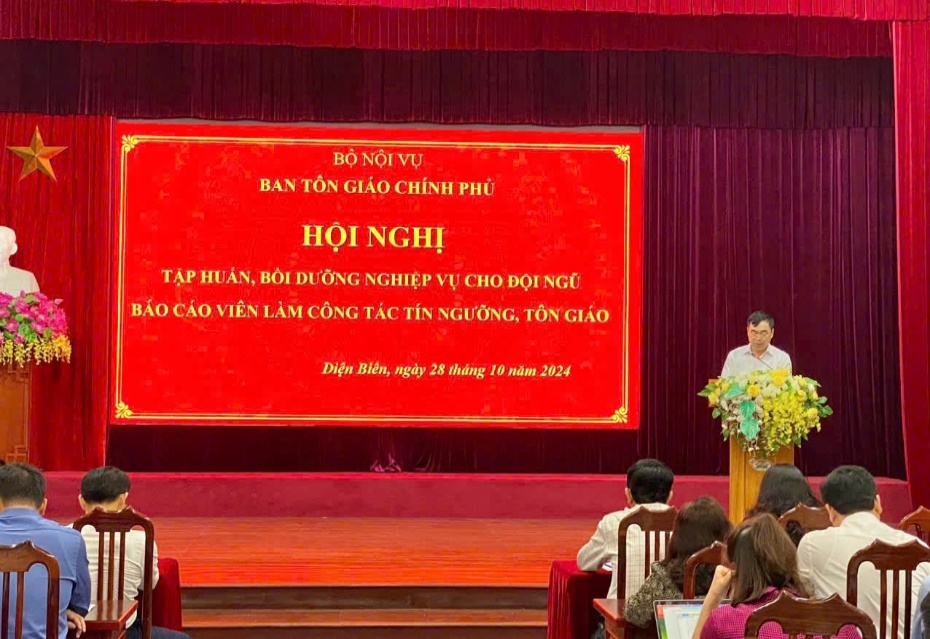 BỘ NỘI VỤ
BAN TÔN GIÁO CHÍNH PHỦ
HỘI NGHỊ
TẬP HUẤN, BỒI DƯỠNG NGHIỆP VỤ CHO ĐỘI NGŨ
BÁO CÁO VIÊN LÀM CÔNG TÁC TÍN NGƯỠNG, TÔN GIÁO
Điện Biên, ngày 28 tháng 10 năm 2024